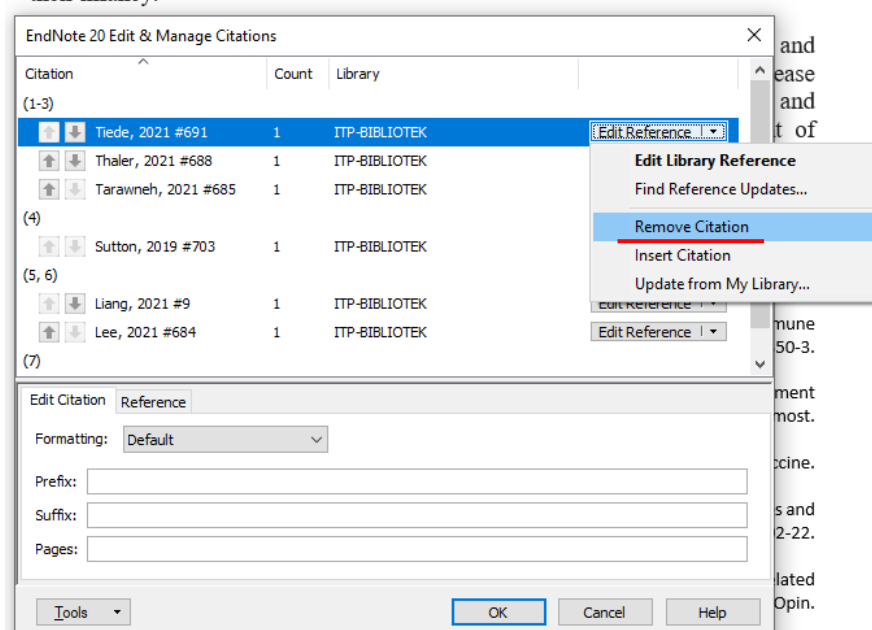 EndNote 20 Edit & Manage Citations
and
Citation Count Library
ease
(1-3)
and
Tiede, 2021 #691 1 ITP-BIBLIOTEK Edit Reference
t of
Thaler, 2021 #688 1 ITP-BIBLIOTEK
Edit Library Reference
Tarawneh, 2021 #685 1 ITP-BIBLIOTEK
Find Reference Updates...
(4)
Remove Citation
Sutton, 2019 #703 1 ITP-BIBLIOTEK
Insert Citation
(5, 6)
Update from My Library...
Liang, 2021 #9 1 ITP-BIBLIOTEK Edit Reference
Lee, 2021 #684 1 ITP-BIBLIOTEK Edit Reference
mune
50-3.
(7)
Edit Citation Reference
ment
most.
Formatting: Default
ccine.
Prefix:
Suffix:
s and
2-22.
Pages:
lated
Opin.
Tools OK Cancel Help